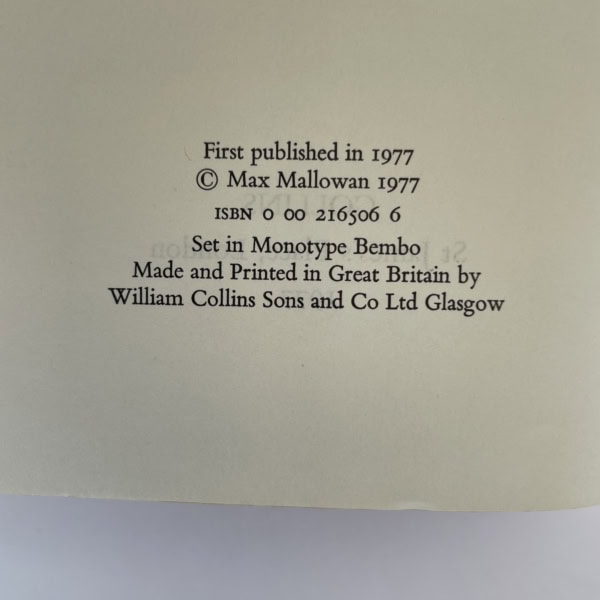 First published in 1977
© Max Mallowan 1977
ISBN 0 00 216506 6
Set in Monotype Bembo
Made and Printed in Great Britain by
William Collins Sons and Co Ltd Glasgow